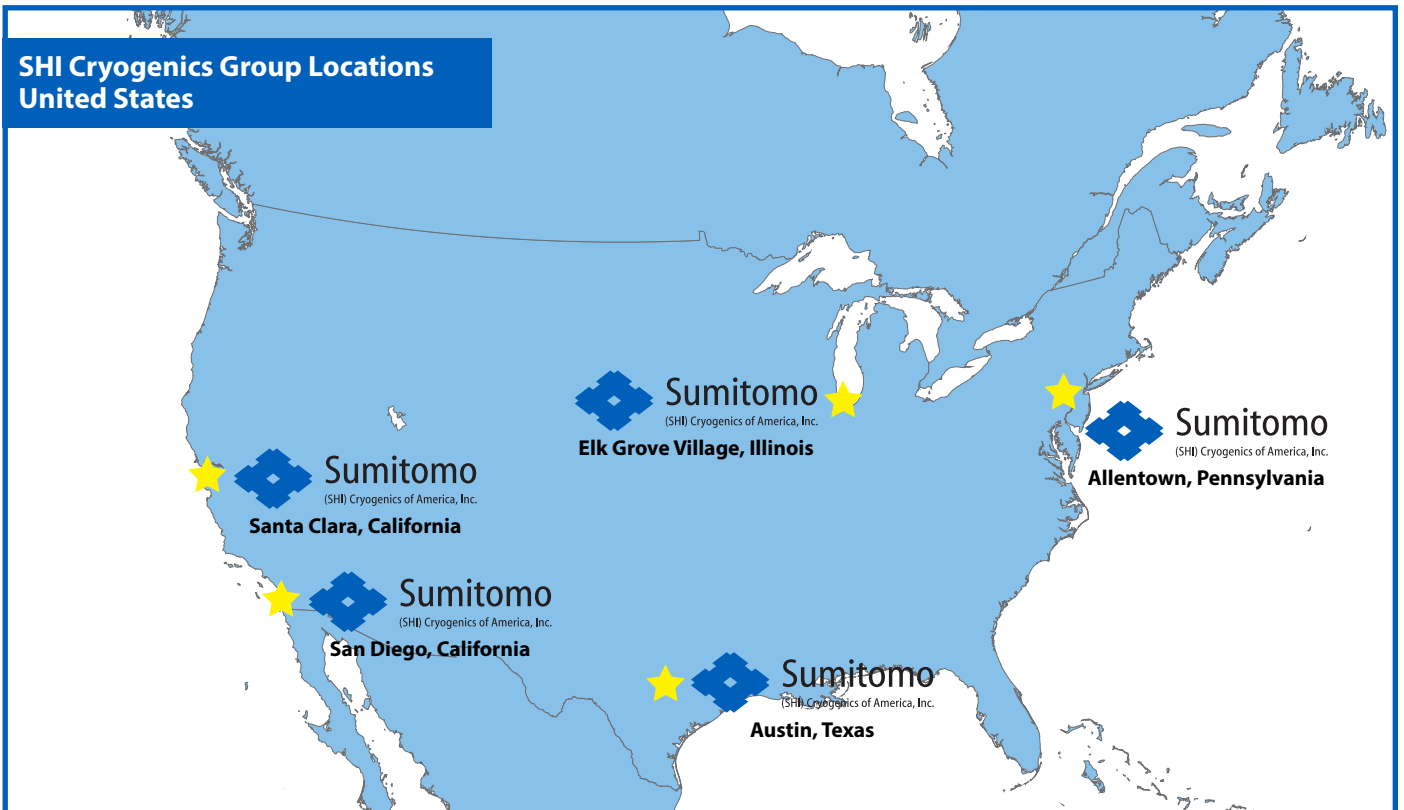 SHI Cryogenics Group Locations
United States
Sumitomo
(SHI) Cryogenics of America, Inc.
Elk Grove Village, Illinois
Sumitomo
(SHI) Cryogenics of America, Inc.
Allentown, Pennsylvania
Sumitomo
(SHI) Cryogenics of America, Inc.
Santa Clara, California
Sumitomo
(SHI) Cryogenics of America, Inc.
San Diego, California
Sumitomo
(SHI) Cryogenics of America, Inc.
Austin, Texas